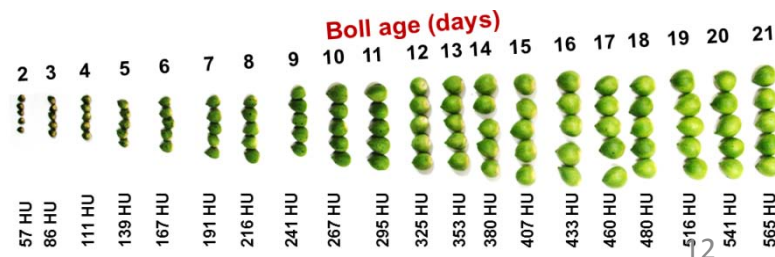 Boll age (days)
2 3 4 5 6 7 8 9 10 11 12 13 14 15 16 17 18 19 20 21
57 HU 86 HU 111 HU 139 HU 167 HU 191 HU 216 HU 241 HU 267 HU 295 HU 325 HU 353 HU 380 HU 407 HU 433 HU 460 HU 480 HU 516 HU 541 HU 565 HU
12